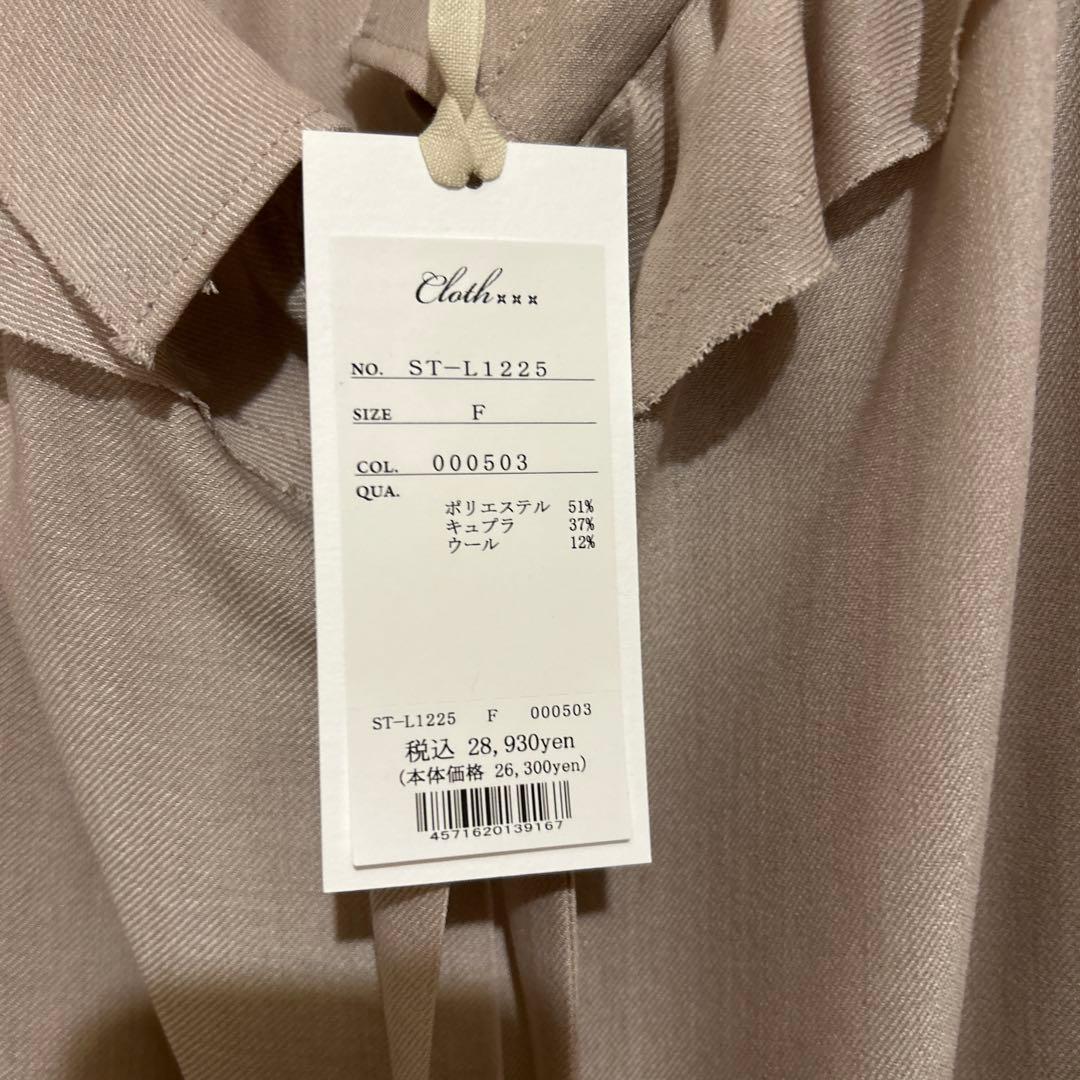 Cloth×××
NO. ST-L1225
SIZE F
COL. 000503
QUA.
ポリエステル 51%
キュプラ 37%
ウール 12%
ST-L1225 F 000503
税込 28,930yen
(本体価格 26,300yen)
4571620139167